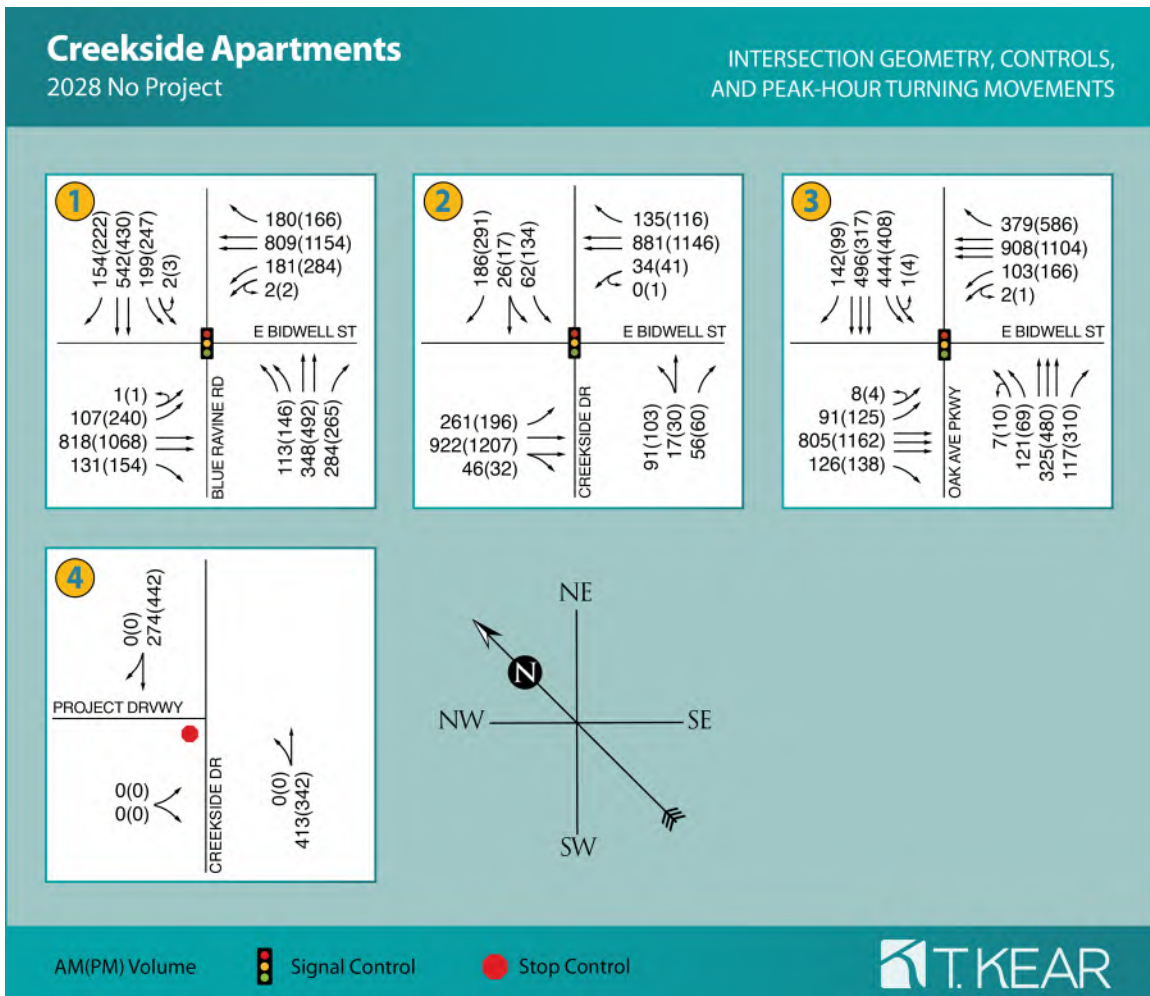 Creekside Apartments
2028 No Project
INTERSECTION GEOMETRY, CONTROLS,
AND PEAK-HOUR TURNING MOVEMENTS
1
154(222)
542(430)
199(247)
2(3)
180(166)
809(1154)
181(284)
2(2)
E BIDWELL ST
BLUE RAVINE RD
1(1)
107(240)
818(1068)
131(154)
113(146)
348(492)
284(265)
2
186(291)
26(17)
62(134)
135(116)
881(1146)
34(41)
0(1)
E BIDWELL ST
CREEKSIDE DR
261(196)
922(1207)
46(32)
91(103)
17(30)
56(60)
3
142(99)
496(317)
444(408)
1(4)
379(586)
908(1104)
103(166)
2(1)
E BIDWELL ST
OAK AVE PKWY
8(4)
91(125)
805(1162)
126(138)
7(10)
121(69)
325(480)
117(310)
4
0(0)
274(442)
PROJECT DRVWY
CREEKSIDE DR
0(0)
0(0)
0(0)
413(342)
NE
N
NW
SE
SW
AM(PM) Volume
Signal Control
Stop Control
T. KEAR